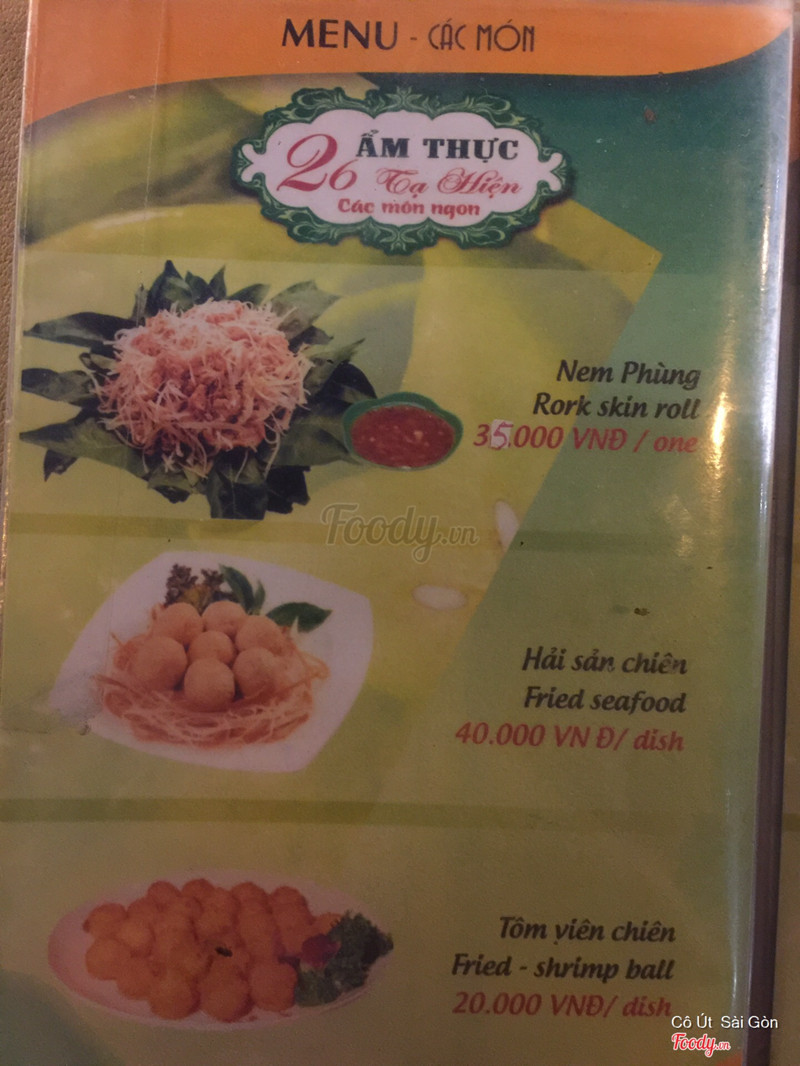 MENU - CÁC MÓN
26 ẨM THỰC
Tạ Hiện
Các món ngon
Nem Phùng
Rork skin roll
35.000 VNĐ / one
Foody.vn
Hải sản chiên
Fried seafood
40.000 VN Đ/ dish
Tôm viên chiên
Fried - shrimp ball
20.000 VNĐ/ dish
Cô Út Sài Gòn
Foody.vn